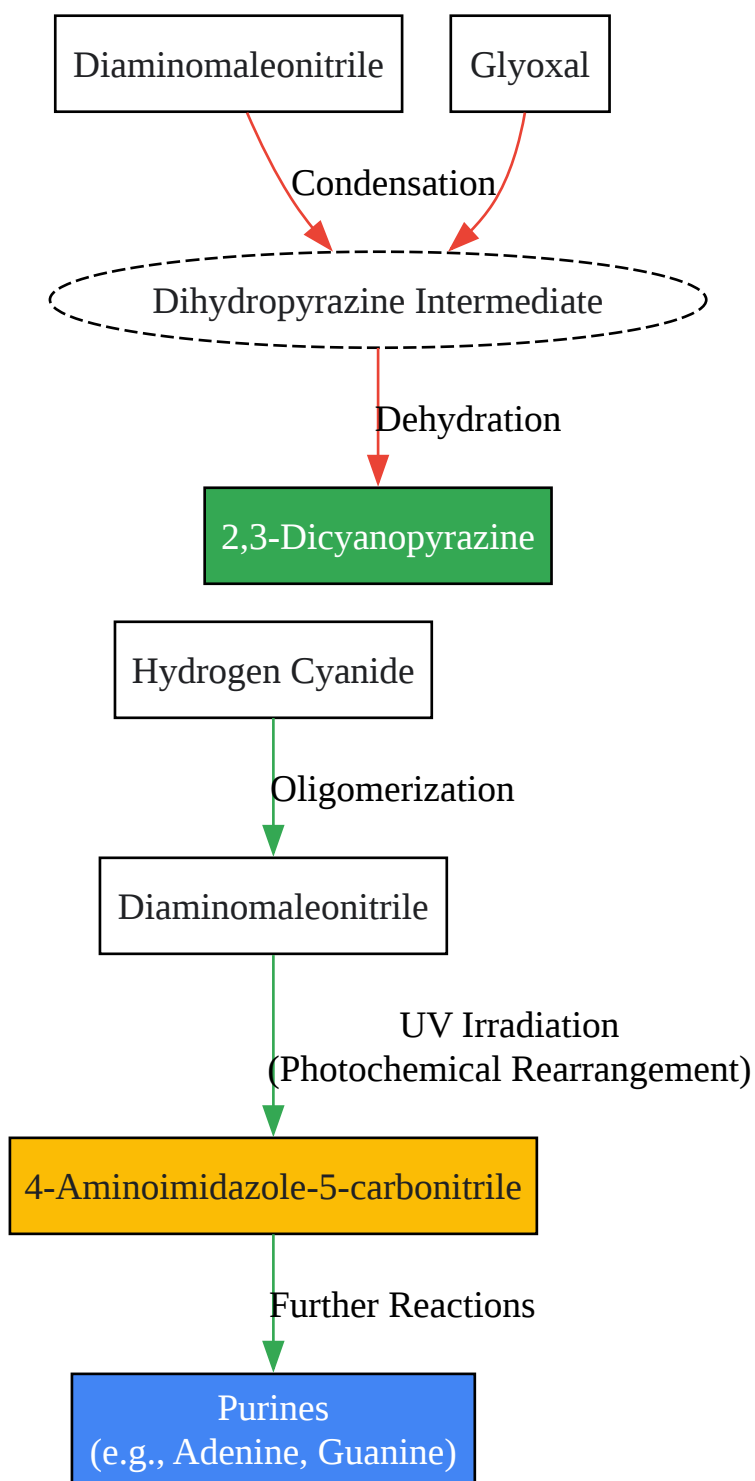 Diaminomaleonitrile
Glyoxal
Condensation
Dihydropyrazine Intermediate
Dehydration
2,3-Dicyanopyrazine
Hydrogen Cyanide
Oligomerization
Diaminomaleonitrile
UV Irradiation
(Photochemical Rearrangement)
4-Aminoimidazole-5-carbonitrile
Further Reactions
Purines
(e.g., Adenine, Guanine)